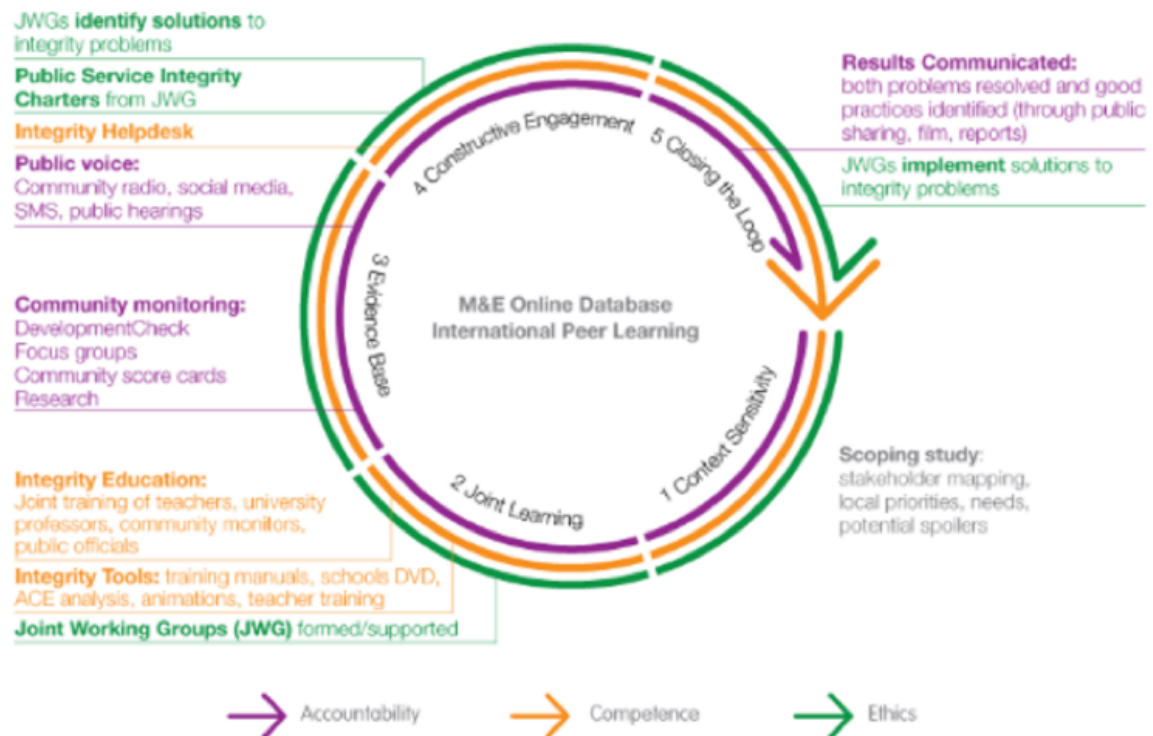 JWGs identify solutions to
integrity problems
Public Service Integrity
Charters from JWG
Integrity Helpdesk
Public voice:
Community radio, social media,
SMS, public hearings
Community monitoring:
DevelopmentCheck
Focus groups
Community score cards
Research
Integrity Education:
Joint training of teachers, university
professors, community monitors,
public officials
Integrity Tools: training manuals, schools DVD,
ACE analysis, animations, teacher training
Joint Working Groups (JWG) formed/supported
4 Constructive Engagement
5 Closing the Loop
3 Evidence Base
M&E Online Database
International Peer Learning
2 Joint Learning
1 Context Sensitivity
Results Communicated:
both problems resolved and good
practices identified (through public
sharing, film, reports)
JWGs implement solutions to
integrity problems
Scoping study:
stakeholder mapping,
local priorities, needs,
potential spoilers
Accountability
Competence
Ethics